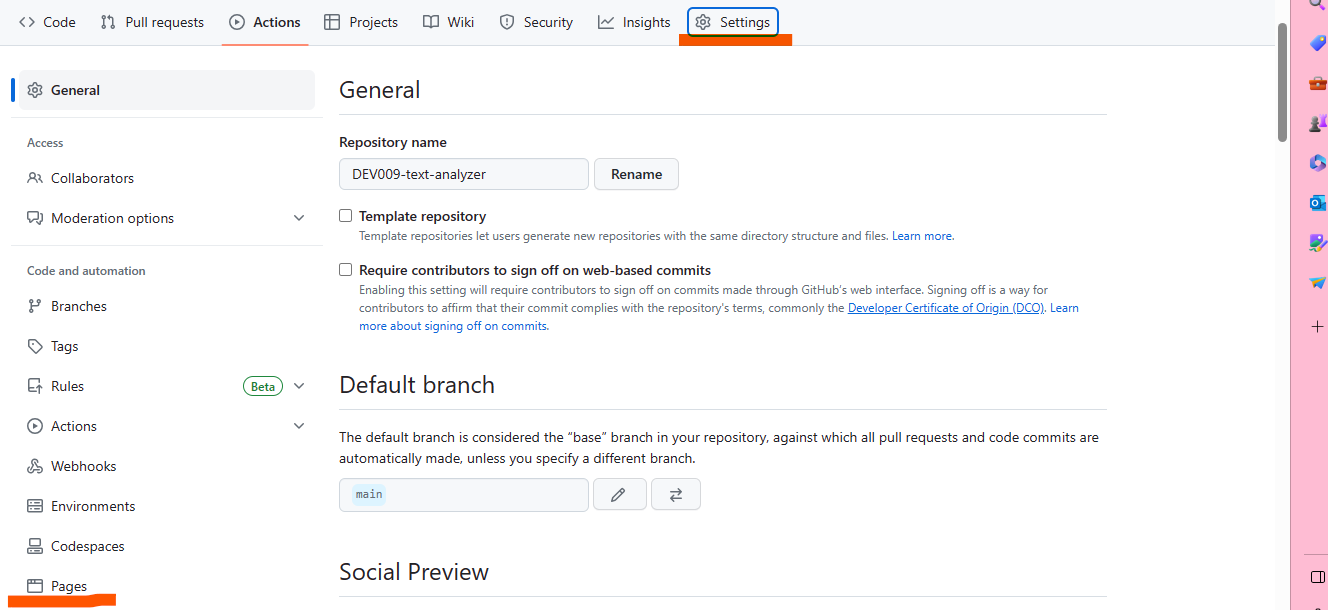 Code Pull requests Actions Projects Wiki Security Insights Settings
General
Access
Collaborators
Moderation options
Code and automation
Branches
Tags
Rules Beta
Actions
Webhooks
Environments
Codespaces
Pages
General
Repository name
DEV009-text-analyzer Rename
Template repository
Template repositories let users generate new repositories with the same directory structure and files. Learn more.
Require contributors to sign off on web-based commits
Enabling this setting will require contributors to sign off on commits made through GitHub's web interface. Signing off is a way for
contributors to affirm that their commit complies with the repository's terms, commonly the Developer Certificate of Origin (DCO). Learn
more about signing off on commits.
Default branch
The default branch is considered the “base” branch in your repository, against which all pull requests and code commits are
automatically made, unless you specify a different branch.
main
Social Preview